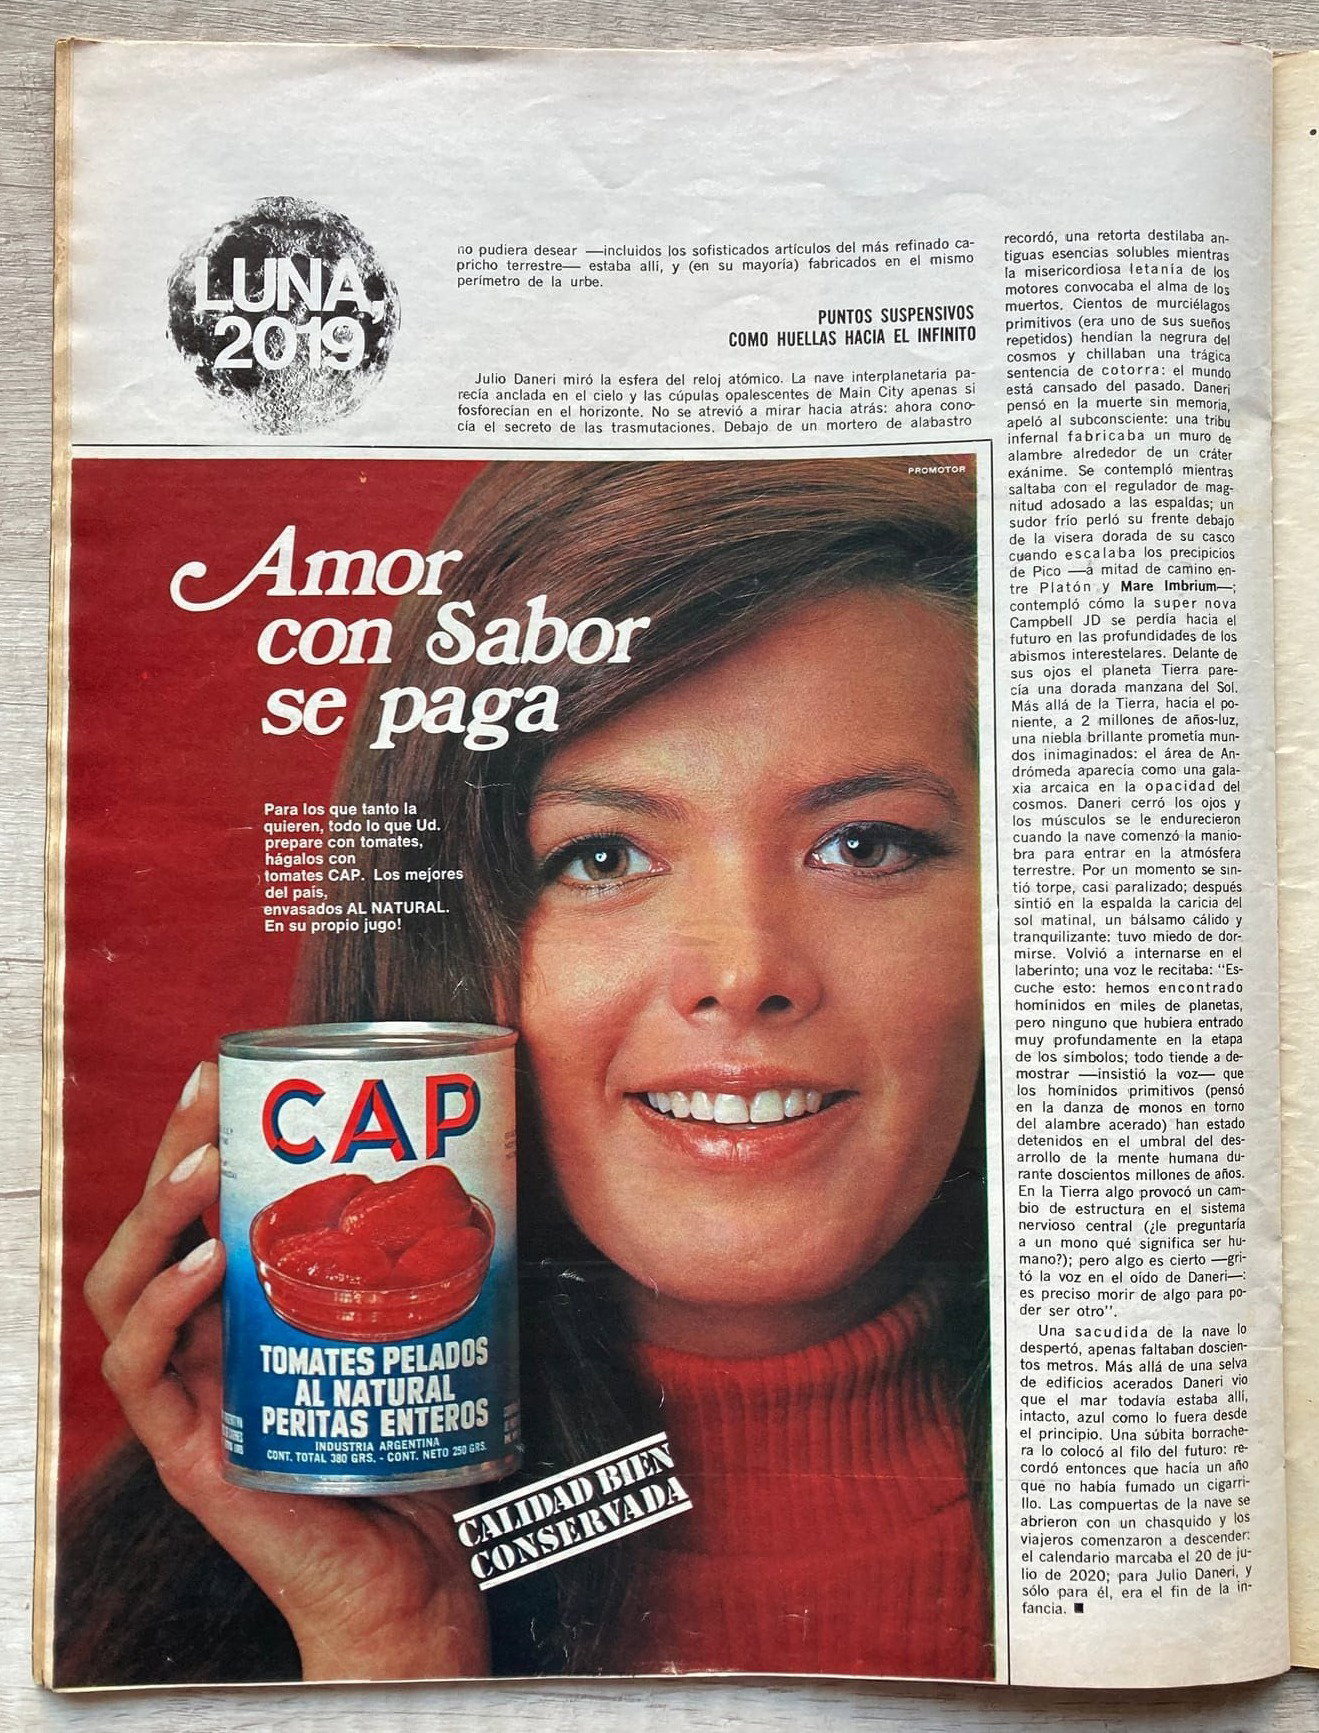 LUNA,
2019
no pudiera desear —incluidos los sofisticados artículos del más refinado ca-
pricho terrestre— estaba allí, y (en su mayoría) fabricados en el mismo
perímetro de la urbe.
PUNTOS SUSPENSIVOS
COMO HUELLAS HACIA EL INFINITO
Julio Daneri miró la esfera del reloj atómico. La nave interplanetaria pa-
recía anclada en el cielo y las cúpulas opalescentes de Main City apenas si
fosforecían en el horizonte. No se atrevió a mirar hacia atrás: ahora cono-
cía el secreto de las trasmutaciones. Debajo de un mortero de alabastro
recordó, una retorta destilaba an-
tiguas esencias solubles mientras
la misericordiosa letanía de los
motores convocaba el alma de los
muertos. Cientos de murciélagos
primitivos (era uno de sus sueños
repetidos) hendían la negrura del
cosmos y chillaban una trágica
sentencia de cotorra: el mundo
está cansado del pasado. Daneri
pensó en la muerte sin memoria,
apeló al subconsciente: una tribu
infernal fabricaba un muro de
alambre alrededor de un cráter
exánime. Se contempló mientras
saltaba con el regulador de mag-
nitud adosado a las espaldas; un
sudor frío perló su frente debajo
de la visera dorada de su casco
cuando escalaba los precipicios
de Pico —a mitad de camino en-
tre Platón y Mare Imbrium—;
contempló cómo la super nova
Campbell JD se perdía hacia el
futuro en las profundidades de los
abismos interestelares. Delante de
sus ojos el planeta Tierra pare-
cía una dorada manzana del Sol.
Más allá de la Tierra, hacia el po-
niente, a 2 millones de años-luz,
una niebla brillante prometía mun-
dos inimaginados: el área de An-
drómeda aparecía como una gala-
xia arcaica en la opacidad del
cosmos. Daneri cerró los ojos y
los músculos se le endurecieron
cuando la nave comenzó la manio-
bra para entrar en la atmósfera
terrestre. Por un momento se sin-
tió torpe, casi paralizado; después
sintió en la espalda la caricia del
sol matinal, un bálsamo cálido y
tranquilizante: tuvo miedo de dor-
mirse. Volvió a internarse en el
laberinto; una voz le recitaba: "Es-
cuche esto: hemos encontrado
homínidos en miles de planetas,
pero ninguno que hubiera entrado
muy profundamente en la etapa
de los símbolos; todo tiende a de-
mostrar —insistió la voz— que
los homínidos primitivos (pensó
en la danza de monos en torno
del alambre acerado) han estado
detenidos en el umbral del des-
arrollo de la mente humana du-
rante doscientos millones de años.
En la Tierra algo provocó un cam-
bio de estructura en el sistema
nervioso central (¿le preguntaría
a un mono qué significa ser hu-
mano?); pero algo es cierto —gri-
tó la voz en el oído de Daneri—:
es preciso morir de algo para po-
der ser otro".
Una sacudida de la nave lo
despertó, apenas faltaban doscien-
tos metros. Más allá de una selva
de edificios acerados Daneri vio
que el mar todavía estaba allí,
intacto, azul como lo fuera desde
el principio. Una súbita borrache-
ra lo colocó al filo del futuro: re-
cordó entonces que hacía un año
que no había fumado un cigarri-
llo. Las compuertas de la nave se
abrieron con un chasquido y los
viajeros comenzaron a descender:
el calendario marcaba el 20 de ju-
lio de 2020; para Julio Daneri, y
sólo para él, era el fin de la in-
fancia. ■
PROMOTOR
Amor
con Sabor
se paga
Para los que tanto la
quieren, todo lo que Ud.
prepare con tomates,
hágalos con
tomates CAP. Los mejores
del país,
envasados AL NATURAL.
En su propio jugo!
CAP
TOMATES PELADOS
AL NATURAL
PERITAS ENTEROS
INDUSTRIA ARGENTINA
CONT. TOTAL 380 GRS. - CONT. NETO 250 GRS.
CALIDAD BIEN
CONSERVADA